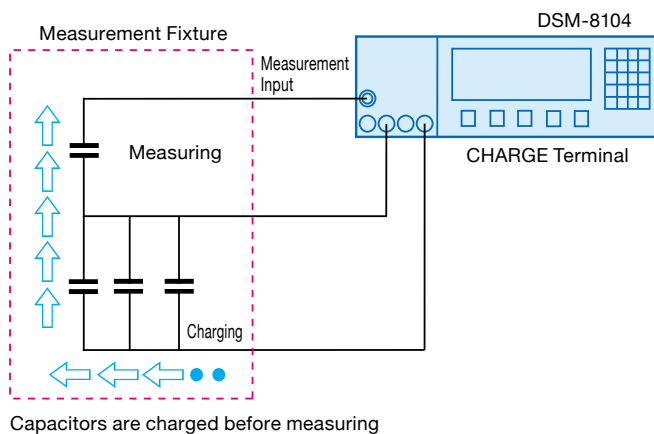 DSM-8104
Measurement Fixture
Measurement
Input
Measuring
CHARGE Terminal
Charging
Capacitors are charged before measuring